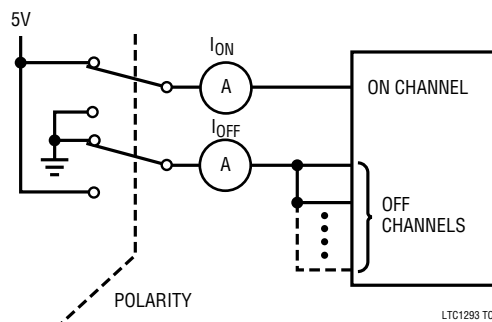 5V
ION
A
ON CHANNEL
IOFF
A
OFF
CHANNELS
POLARITY
LTC1293 TC